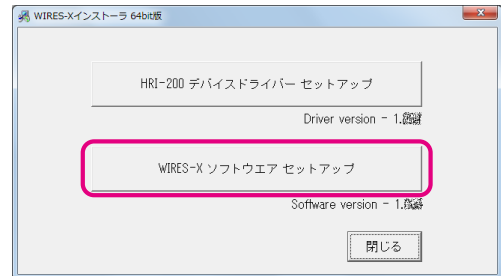 WIRES-Xインストーラ 64bit版
HRI-200 デバイスドライバー セットアップ
Driver version - 1.
WIRES-X ソフトウエア セットアップ
Software version - 1.
閉じる